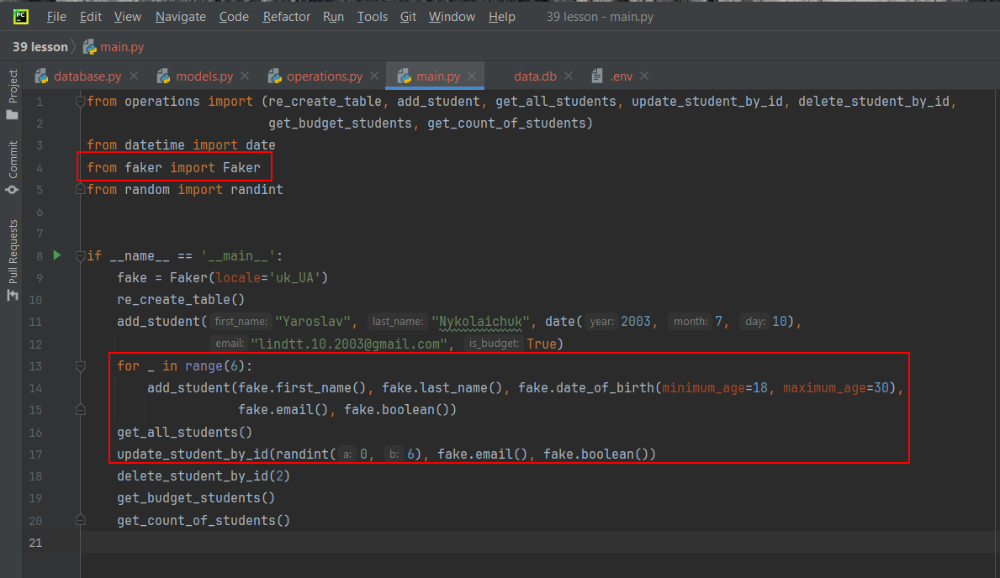 PC File Edit View Navigate Code Refactor Run Tools Git Window Help 39 lesson - main.py
39 lesson main.py
database.py models.py operations.py main.py data.db .env
Project
Commit
Pull Requests
1 from operations import (re_create_table, add_student, get_all_students, update_student_by_id, delete_student_by_id,
2 get_budget_students, get_count_of_students)
3 from datetime import date
4 from faker import Faker
5 from random import randint
6
7
8 if __name__ == '__main__':
9 fake = Faker(locale='uk_UA')
10 re_create_table()
11 add_student( first_name: "Yaroslav", last_name: "Nykolaichuk", date( year: 2003, month: 7, day: 10),
12 email: "lindtt.10.2003@gmail.com", is_budget: True)
13 for _ in range(6):
14 add_student(fake.first_name(), fake.last_name(), fake.date_of_birth(minimum_age=18, maximum_age=30),
15 fake.email(), fake.boolean())
16 get_all_students()
17 update_student_by_id(randint( a: 0, b: 6), fake.email(), fake.boolean())
18 delete_student_by_id(2)
19 get_budget_students()
20 get_count_of_students()
21